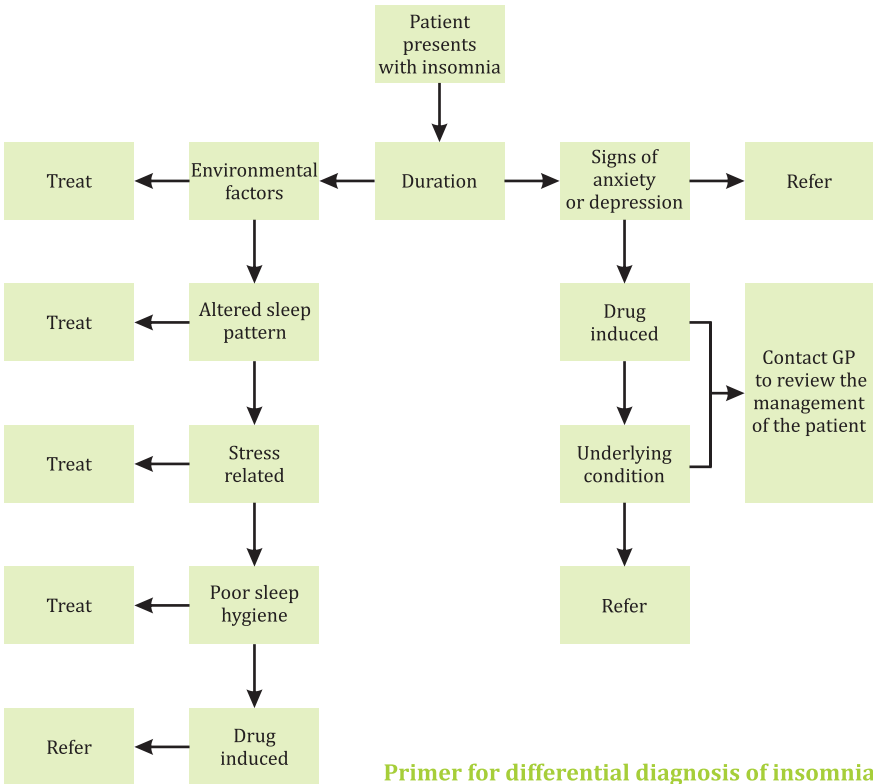 Patient
presents
with insomnia
Treat
Environmental
factors
Duration
Signs of
anxiety
or depression
Refer
Treat
Altered sleep
pattern
Drug
induced
Contact GP
to review the
management
of the patient
Treat
Stress
related
Underlying
condition
Treat
Poor sleep
hygiene
Refer
Refer
Drug
induced
Primer for differential diagnosis of insomnia